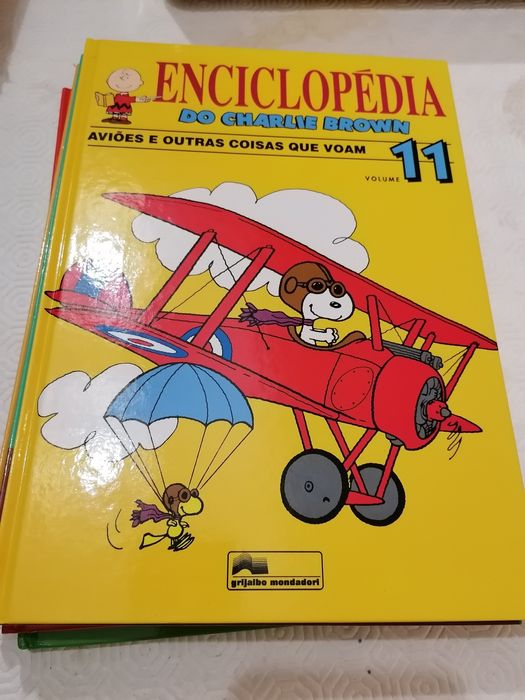 ENCICLOPÉDIA
DO CHARLIE BROWN
AVIÕES E OUTRAS COISAS QUE VOAM
VOLUME 11
grijalbo mondadori